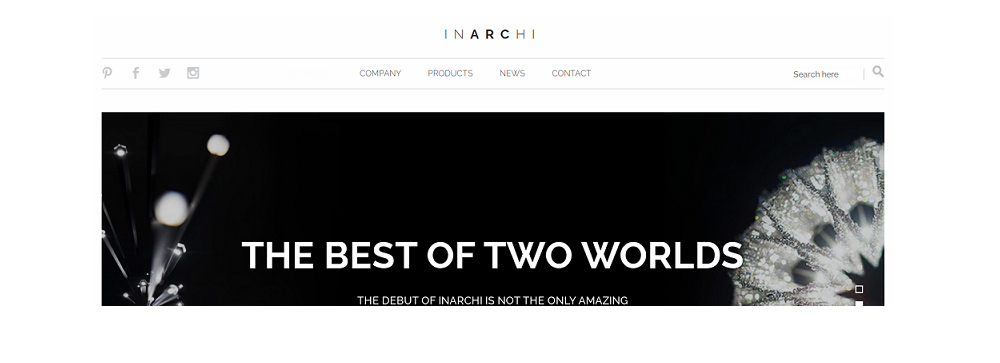 INARCHI
COMPANY PRODUCTS NEWS CONTACT Search here
THE BEST OF TWO WORLDS
THE DEBUT OF INARCHI IS NOT THE ONLY AMAZING